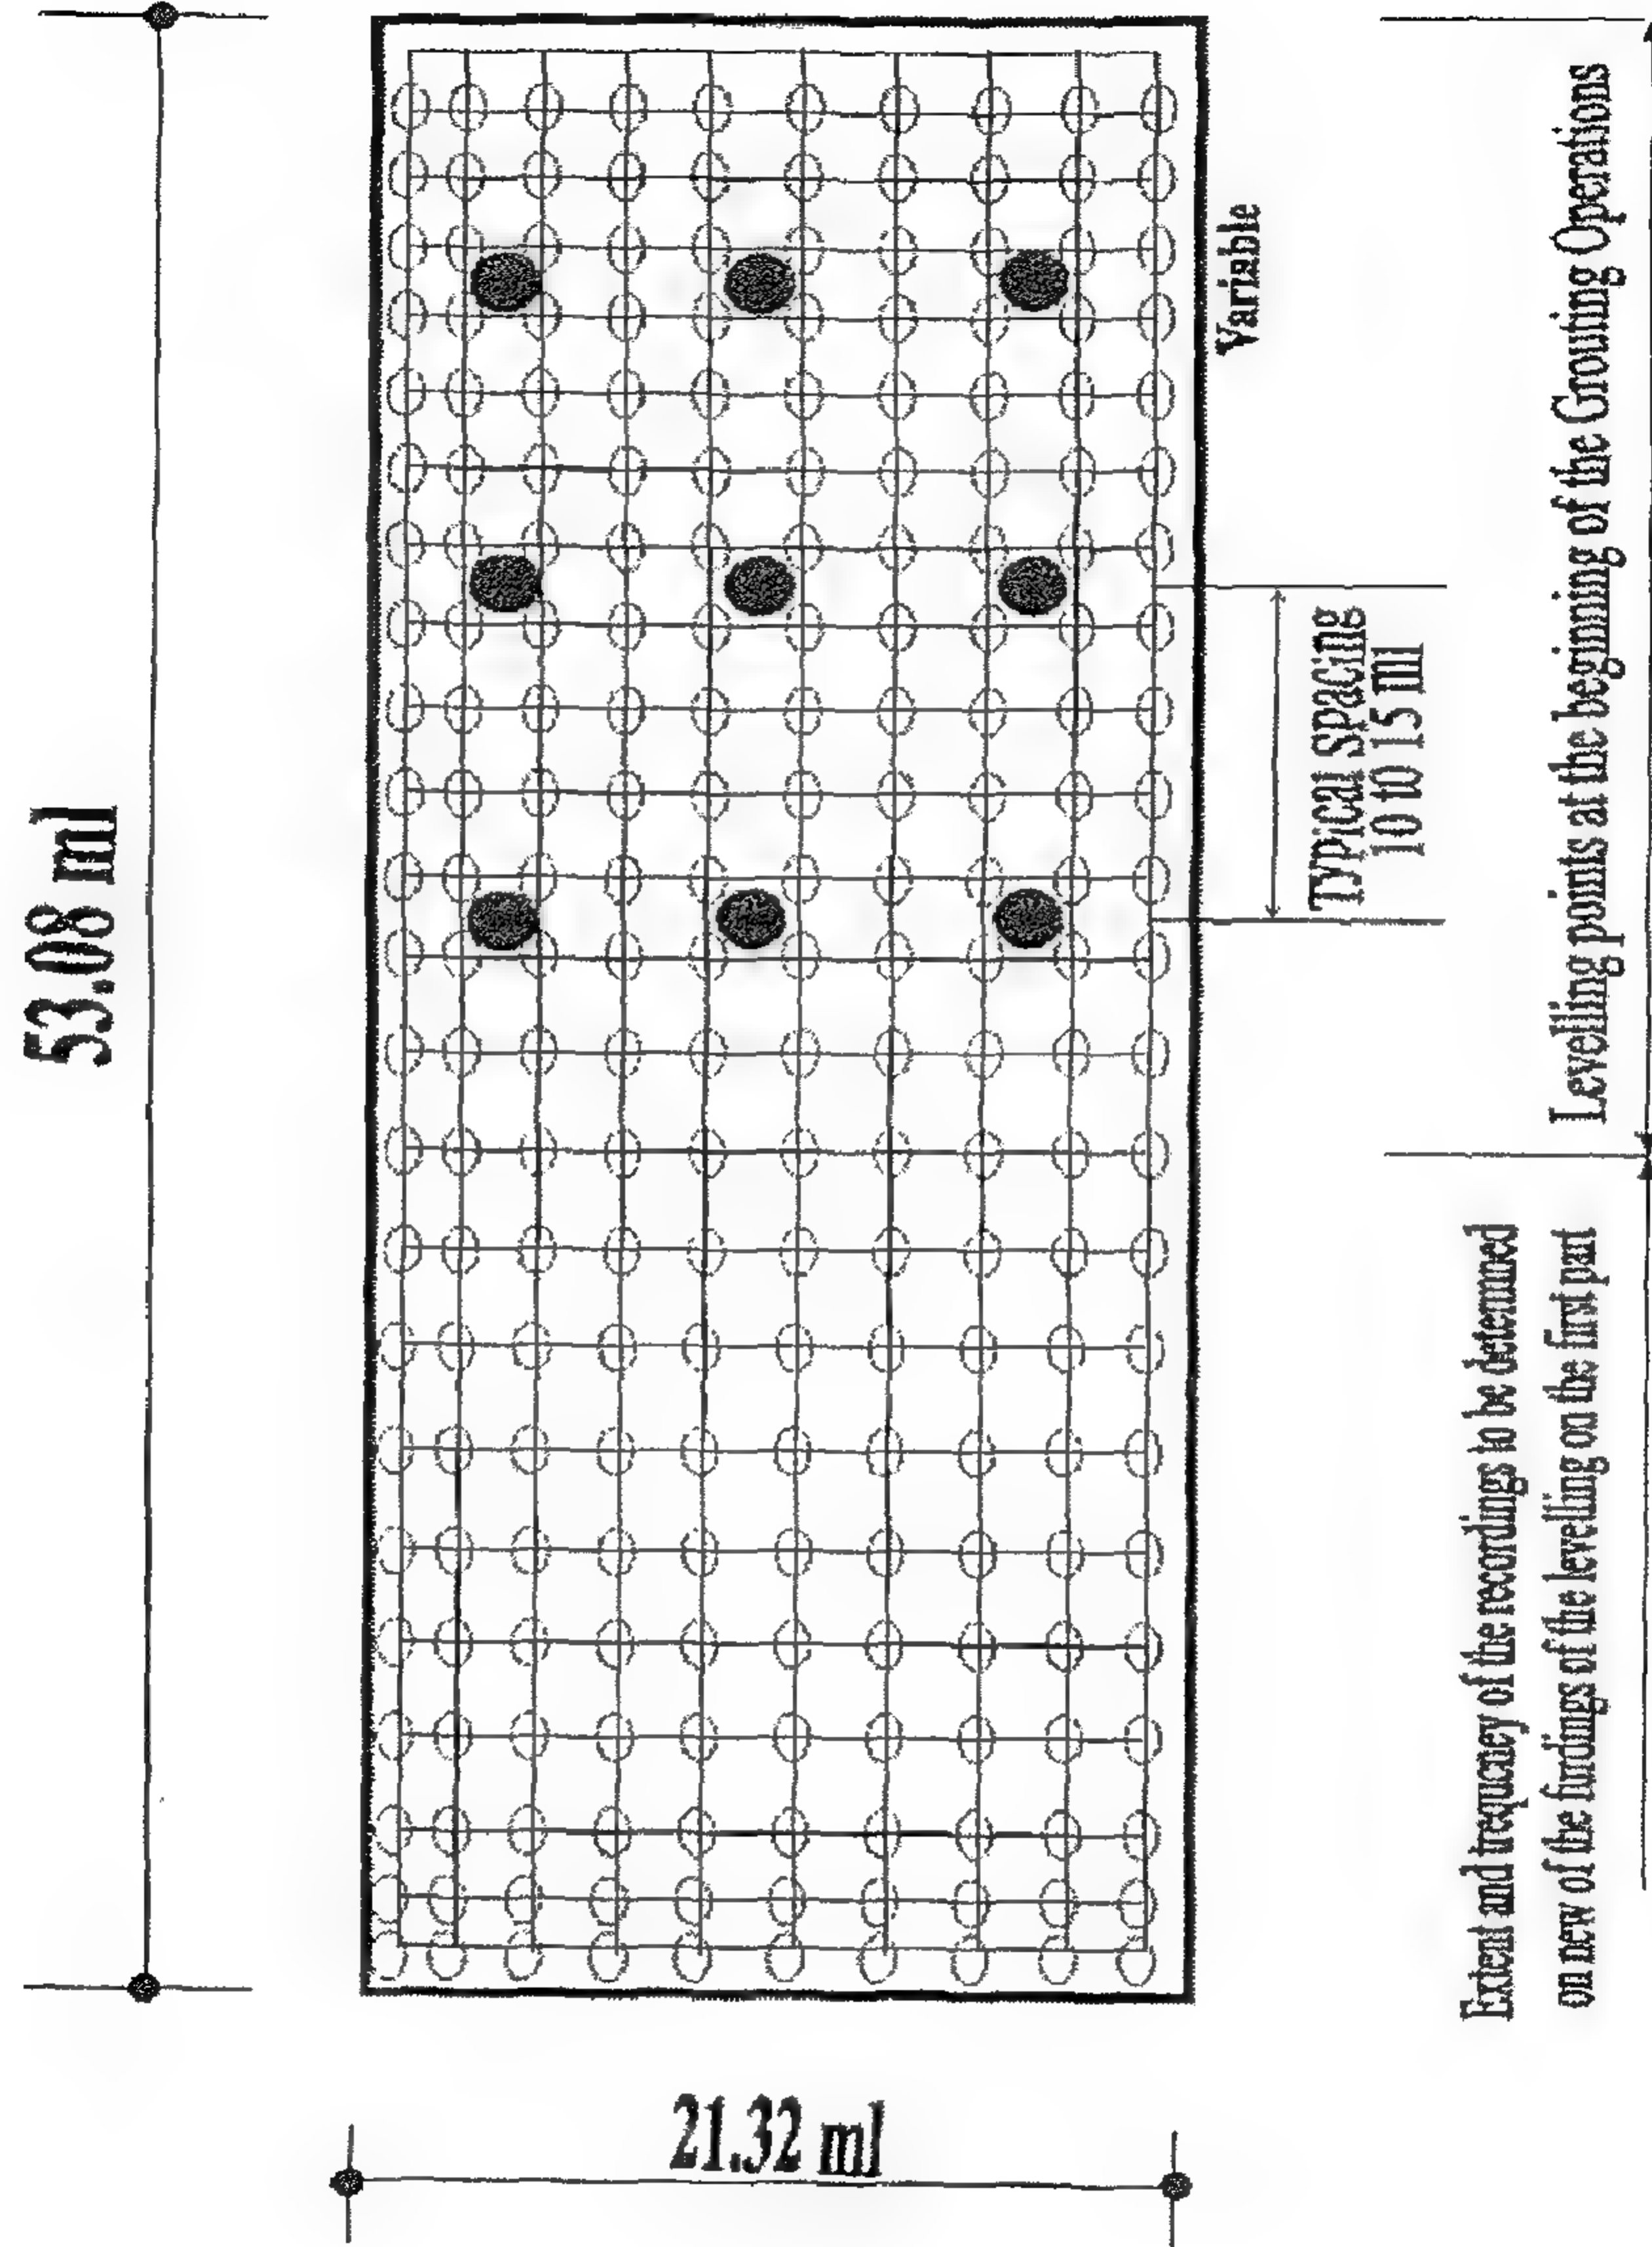 53.08 ml
Variable
Typical Spacing
10 to 15 ml
Levelling points at the beginning of the Grouting Operations
Extent and frequency of the recordings to be determined
on new of the findings of the levelling on the first part
21.32 ml